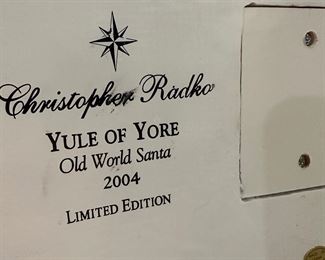 Christopher Radko
YULE OF YORE
Old World Santa
2004
LIMITED EDITION